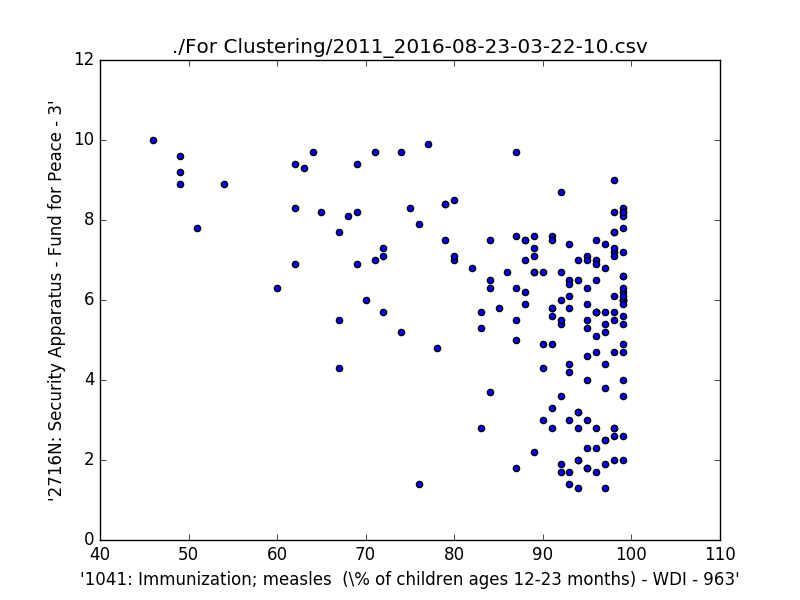 ./For Clustering/2011_2016-08-23-03-22-10.csv
12
10
8
6
4
2
0
'2716N: Security Apparatus - Fund for Peace - 3'
40 50 60 70 80 90 100 110
'1041: Immunization; measles  (\% of children ages 12-23 months) - WDI - 963'